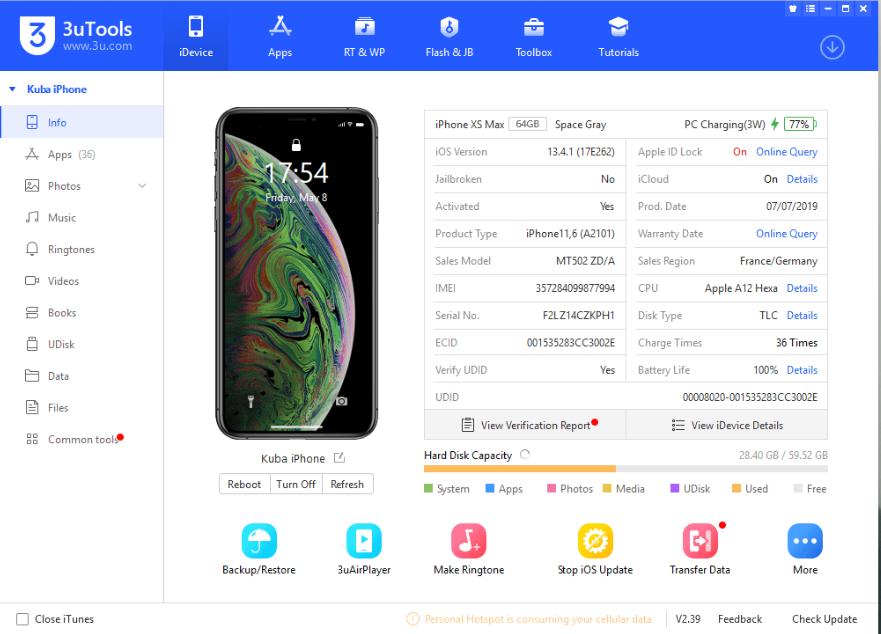 3 3uTools
www.3u.com
iDevice Apps RT & WP Flash & JB Toolbox Tutorials
Kuba iPhone
Info
Apps (36)
Photos
Music
Ringtones
Videos
Books
UDisk
Data
Files
Common tools
17:54
Friday, May 8
Kuba iPhone
Reboot Turn Off Refresh
iPhone XS Max 64GB Space Gray PC Charging(3W) 77%
iOS Version 13.4.1 (17E262) Apple ID Lock On Online Query
Jailbroken No iCloud On Details
Activated Yes Prod. Date 07/07/2019
Product Type iPhone11,6 (A2101) Warranty Date Online Query
Sales Model MT502 ZD/A Sales Region France/Germany
IMEI 357284099877994 CPU Apple A12 Hexa Details
Serial No. F2LZ14CZKPH1 Disk Type TLC Details
ECID 001535283CC3002E Charge Times 36 Times
Verify UDID Yes Battery Life 100% Details
UDID 00008020-001535283CC3002E
View Verification Report View iDevice Details
Hard Disk Capacity 28.40 GB / 59.52 GB
System Apps Photos Media UDisk Used Free
Backup/Restore 3uAirPlayer Make Ringtone Stop iOS Update Transfer Data More
Close iTunes Personal Hotspot is consuming your cellular data V2.39 Feedback Check Update